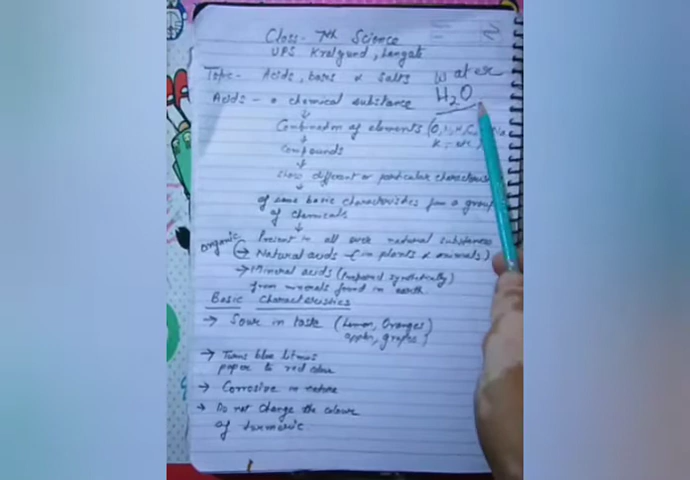 Class- 7th Science
UPS Kralgund, Langate
Topic- Acids, bases & Salts
Water
H2O
Acids - a chemical substance
Combination of elements (O,
K - etc.)
Compounds
Show different or particular
of same basic characteristics form a group
of chemicals
Organic
Present in all over natural substances
→ Natural acids - (in plants & animals)
→ Mineral acids (Prepared synthetically)
from minerals found in earth.
Basic Characteristics
→ Sour in taste (Lemon, Oranges)
apples, grapes)
→ Turns blue litmus
paper to red colour
→ Corrosive in nature
→ Do not change the colour
of turmeric